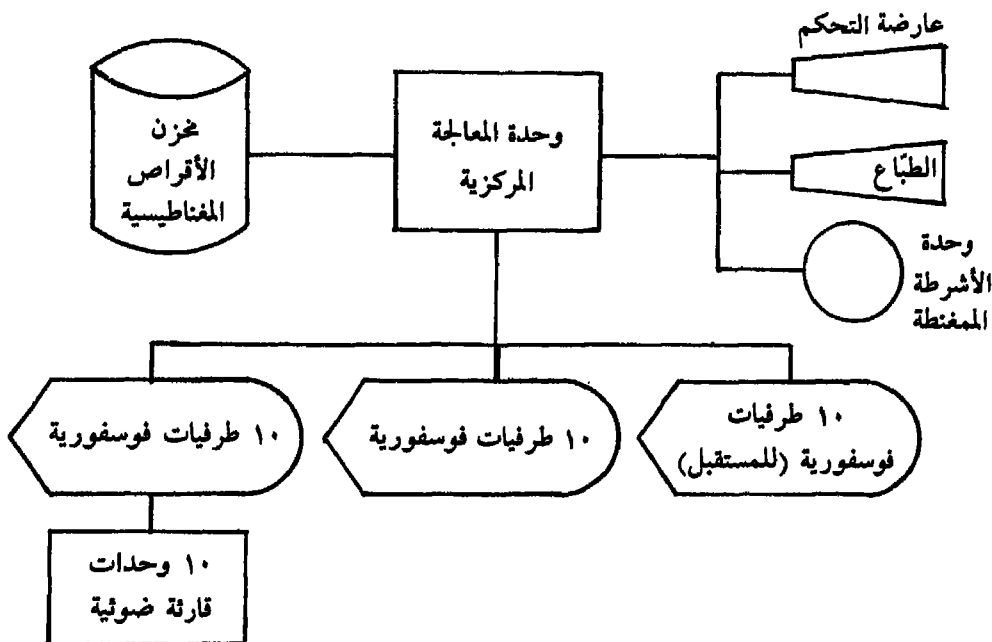 عارضة التحكم
الطبّاع
وحدة
الأشرطة
الممغنطة
وحدة المعالجة
المركزية
مخزن
الأقراص
المغناطيسية
١٠ طرفيات
فوسفورية (للمستقبل)
١٠ طرفيات فوسفورية
١٠ طرفيات فوسفورية
١٠ وحدات
قارئة ضوئية